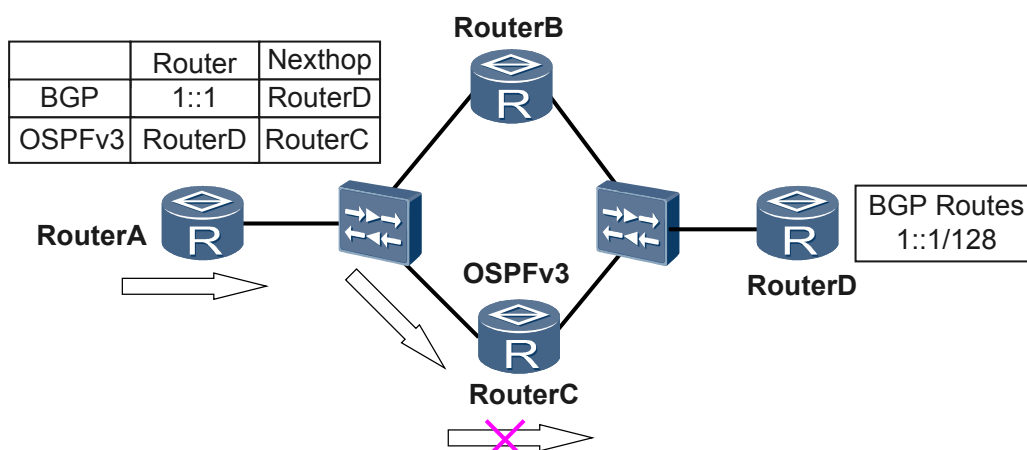 RouterB
Router Nexthop
BGP 1::1 RouterD
OSPFv3 RouterD RouterC
R
RouterA
R
R
BGP Routes
1::1/128
RouterD
OSPFv3
R
RouterC